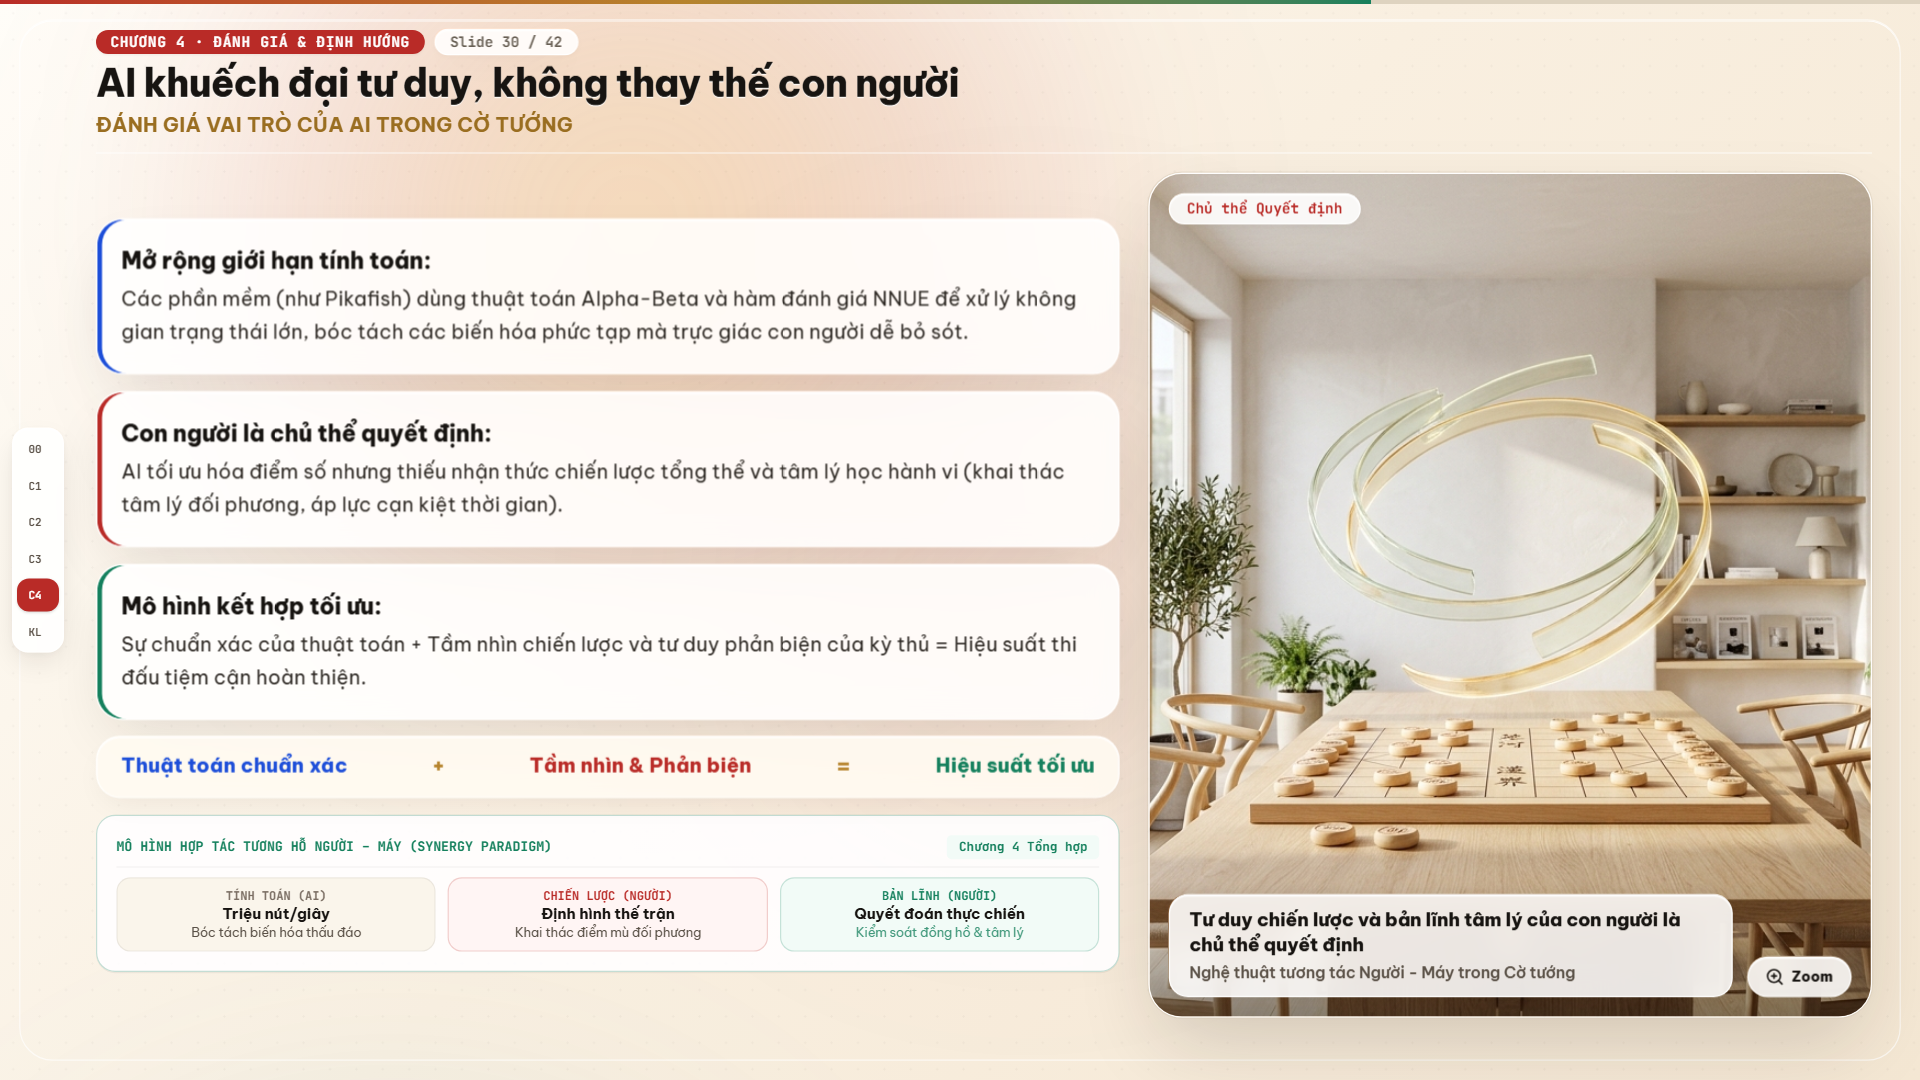 CHƯƠNG 4 · ĐÁNH GIÁ & ĐỊNH HƯỚNG
Slide 30 / 42
AI khuếch đại tư duy, không thay thế con người
ĐÁNH GIÁ VAI TRÒ CỦA AI TRONG CỜ TƯỚNG
00
C1
C2
C3
C4
KL
Mở rộng giới hạn tính toán:
Các phần mềm (như Pikafish) dùng thuật toán Alpha-Beta và hàm đánh giá NNUE để xử lý không
gian trạng thái lớn, bóc tách các biến hóa phức tạp mà trực giác con người dễ bỏ sót.
Con người là chủ thể quyết định:
AI tối ưu hóa điểm số nhưng thiếu nhận thức chiến lược tổng thể và tâm lý học hành vi (khai thác
tâm lý đối phương, áp lực cạn kiệt thời gian).
Mô hình kết hợp tối ưu:
Sự chuẩn xác của thuật toán + Tầm nhìn chiến lược và tư duy phản biện của kỳ thủ = Hiệu suất thi
đấu tiệm cận hoàn thiện.
Thuật toán chuẩn xác + Tầm nhìn & Phản biện = Hiệu suất tối ưu
MÔ HÌNH HỢP TÁC TƯƠNG HỖ NGƯỜI – MÁY (SYNERGY PARADIGM)
Chương 4 Tổng hợp
TÍNH TOÁN (AI)
Triệu nút/giây
Bóc tách biến hóa thấu đáo
CHIẾN LƯỢC (NGƯỜI)
Định hình thế trận
Khai thác điểm mù đối phương
BẢN LĨNH (NGƯỜI)
Quyết đoán thực chiến
Kiểm soát đồng hồ & tâm lý
Chủ thể Quyết định
Tư duy chiến lược và bản lĩnh tâm lý của con người là
chủ thể quyết định
Nghệ thuật tương tác Người - Máy trong Cờ tướng
Zoom